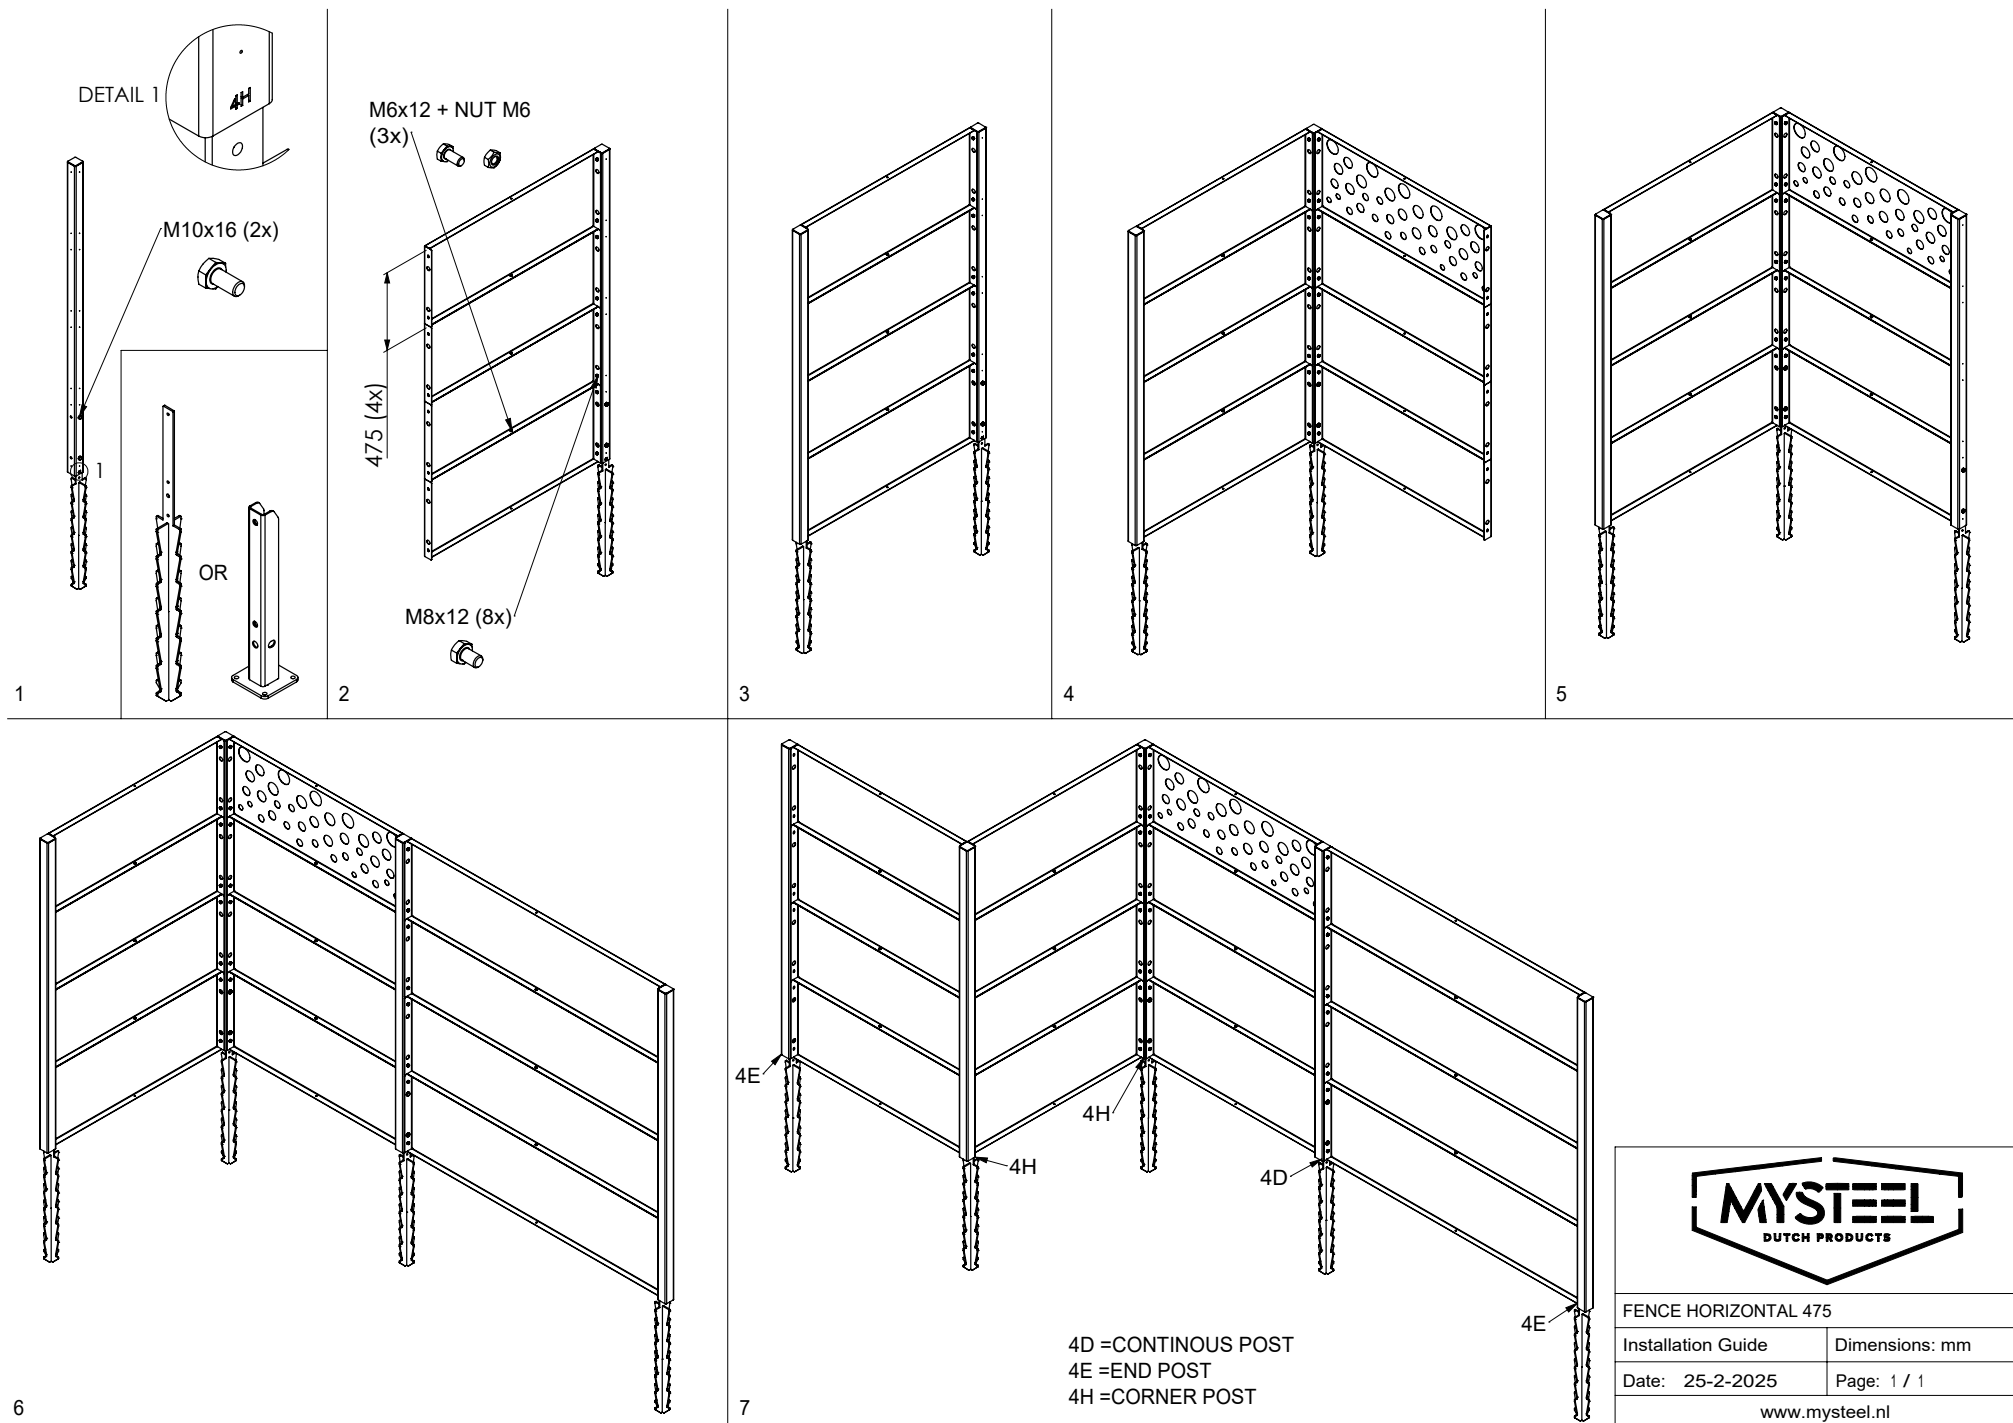 DETAIL 1
4H
M10x16 (2x)
1
OR
1
M6x12 + NUT M6
(3x)
475 (4x)
M8x12 (8x)
2
3
4
5
6
4E
4H
4H
4D
4E
4D =CONTINOUS POST
4E =END POST
4H =CORNER POST
7
MYSTEEL
DUTCH PRODUCTS
FENCE HORIZONTAL 475
Installation Guide
Dimensions: mm
Date: 25-2-2025
Page: 1 / 1
www.mysteel.nl